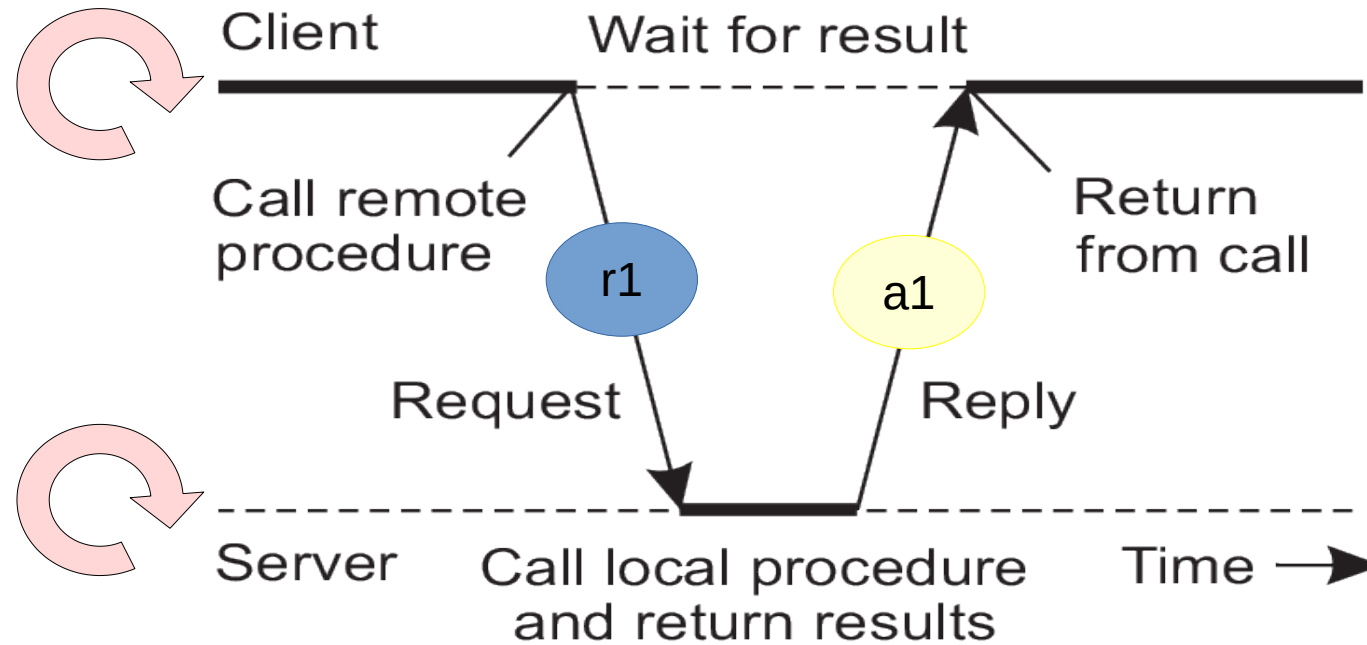 Client
Wait for result
Call remote
procedure
Return
from call
r1
a1
Request
Reply
Server
Call local procedure
and return results
Time